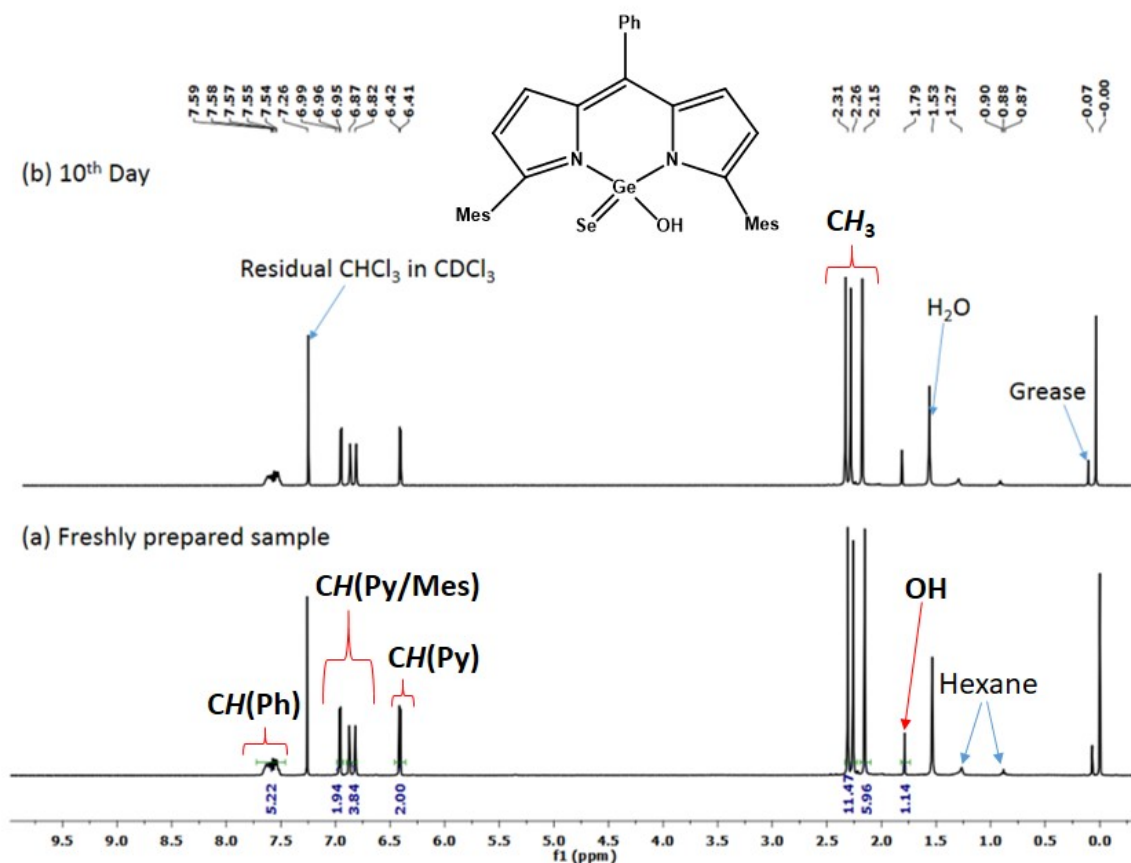 Ph
N
N
Ge
Mes
Se
OH
Mes
7.59
7.58
7.57
7.55
7.54
7.26
6.99
6.96
6.95
6.87
6.82
6.42
6.41
2.31
2.26
2.15
1.79
1.53
1.27
0.90
0.88
0.87
0.07
-0.00
(b) 10th Day
Residual CHCl3 in CDCl3
CH3
H2O
Grease
(a) Freshly prepared sample
CH(Ph)
CH(Py/Mes)
CH(Py)
OH
Hexane
5.22
1.94
3.84
2.00
11.47
5.96
1.14
9.5 9.0 8.5 8.0 7.5 7.0 6.5 6.0 5.5 5.0 4.5 4.0 3.5 3.0 2.5 2.0 1.5 1.0 0.5 0.0
f1 (ppm)